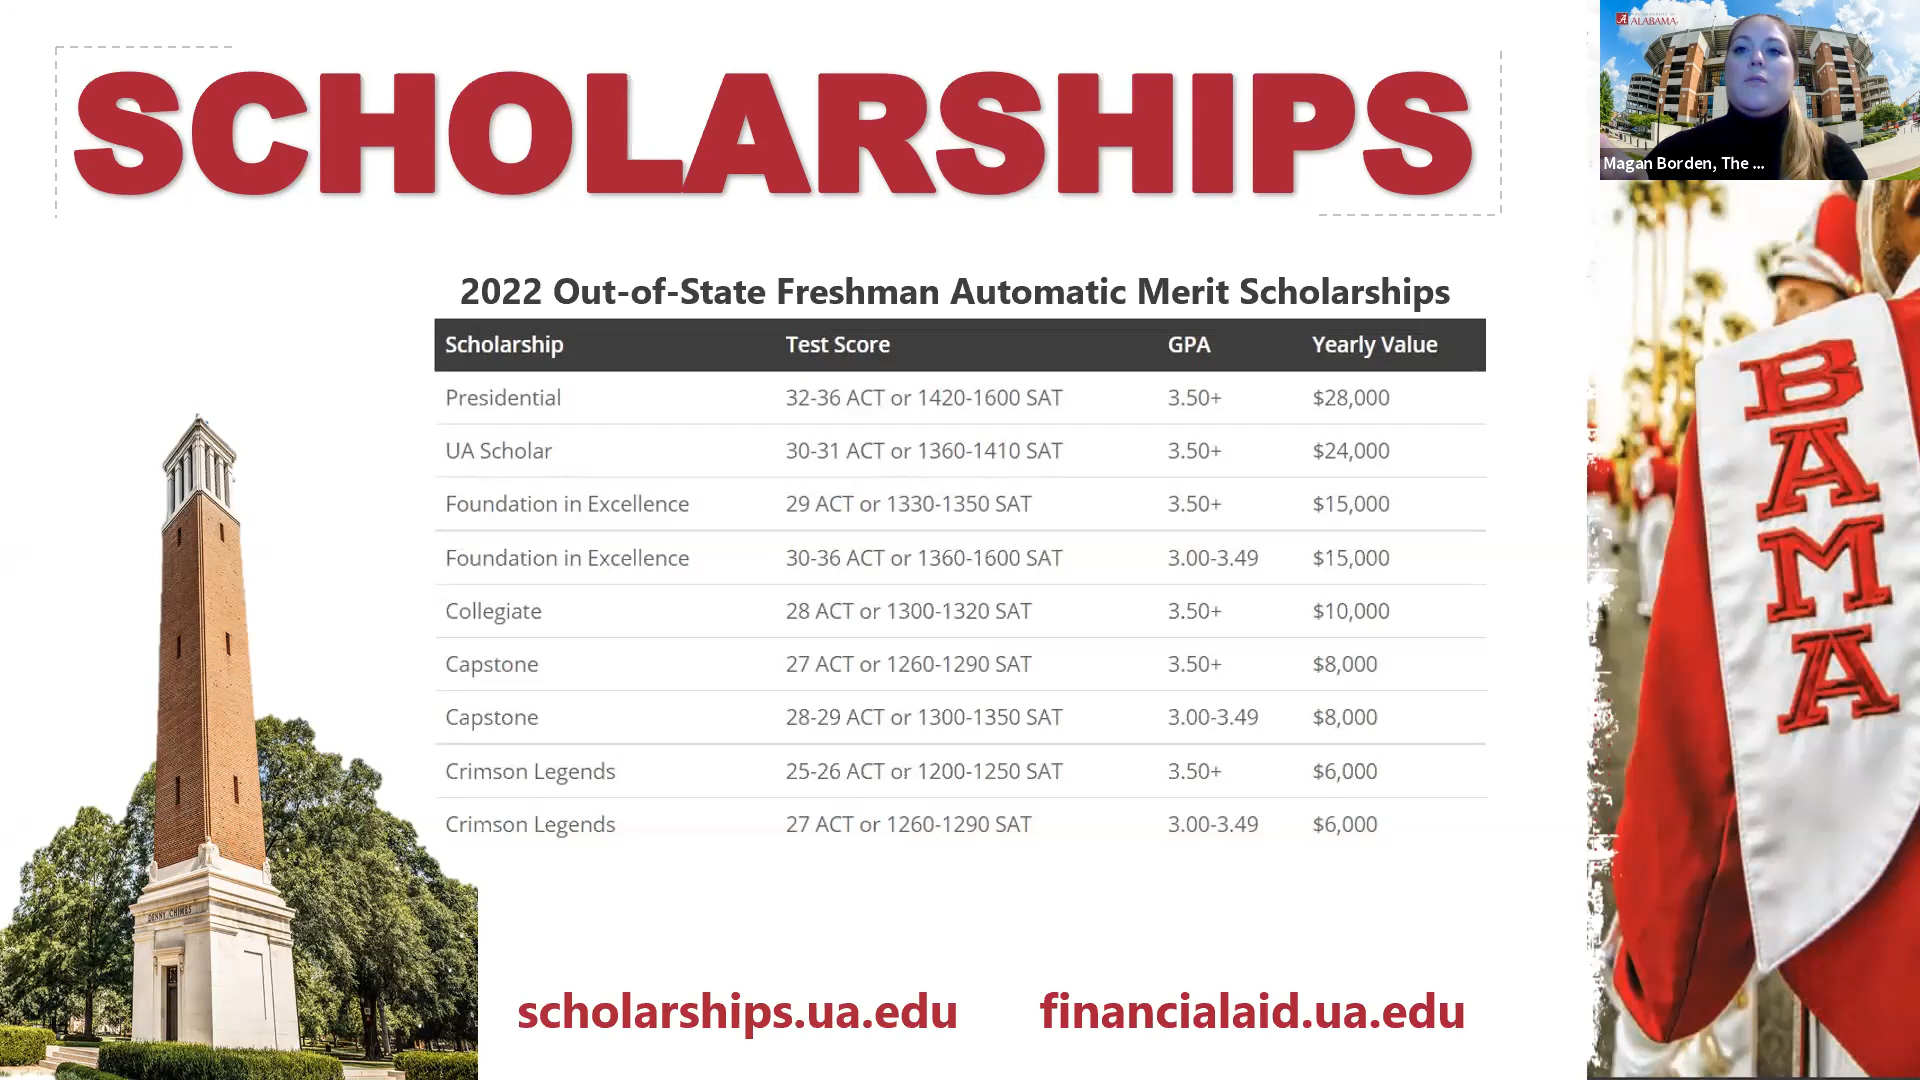 SCHOLARSHIPS
ALABAMA
Magan Borden, The ...
2022 Out-of-State Freshman Automatic Merit Scholarships
Scholarship Test Score GPA Yearly Value
Presidential 32-36 ACT or 1420-1600 SAT 3.50+ $28,000
UA Scholar 30-31 ACT or 1360-1410 SAT 3.50+ $24,000
Foundation in Excellence 29 ACT or 1330-1350 SAT 3.50+ $15,000
Foundation in Excellence 30-36 ACT or 1360-1600 SAT 3.00-3.49 $15,000
Collegiate 28 ACT or 1300-1320 SAT 3.50+ $10,000
Capstone 27 ACT or 1260-1290 SAT 3.50+ $8,000
Capstone 28-29 ACT or 1300-1350 SAT 3.00-3.49 $8,000
Crimson Legends 25-26 ACT or 1200-1250 SAT 3.50+ $6,000
Crimson Legends 27 ACT or 1260-1290 SAT 3.00-3.49 $6,000
DENNY CHIMES
BAMA
scholarships.ua.edu financialaid.ua.edu